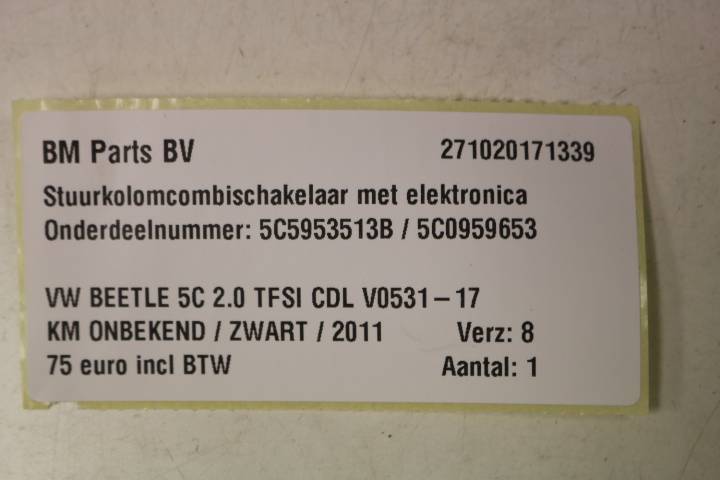 BM Parts BV 271020171339
Stuurkolomcombischakelaar met elektronica
Onderdeelnummer: 5C5953513B / 5C0959653
VW BEETLE 5C 2.0 TFSI CDL V0531-17
KM ONBEKEND / ZWART / 2011 Verz: 8
75 euro incl BTW Aantal: 1